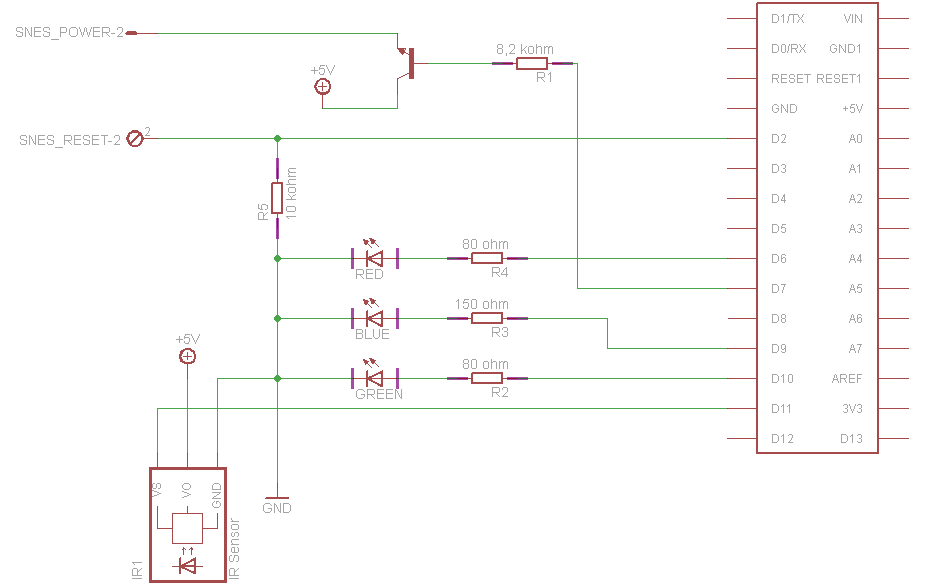 SNES_POWER-2
+5V
8,2 kohm
R1
SNES_RESET-2
2
R5
10 kohm
80 ohm
RED
R4
150 ohm
BLUE
R3
80 ohm
GREEN
R2
+5V
GND
VS
VO
GND
IR1
IR Sensor
D1/TX VIN
D0/RX GND1
RESET RESET1
GND +5V
D2 A0
D3 A1
D4 A2
D5 A3
D6 A4
D7 A5
D8 A6
D9 A7
D10 AREF
D11 3V3
D12 D13